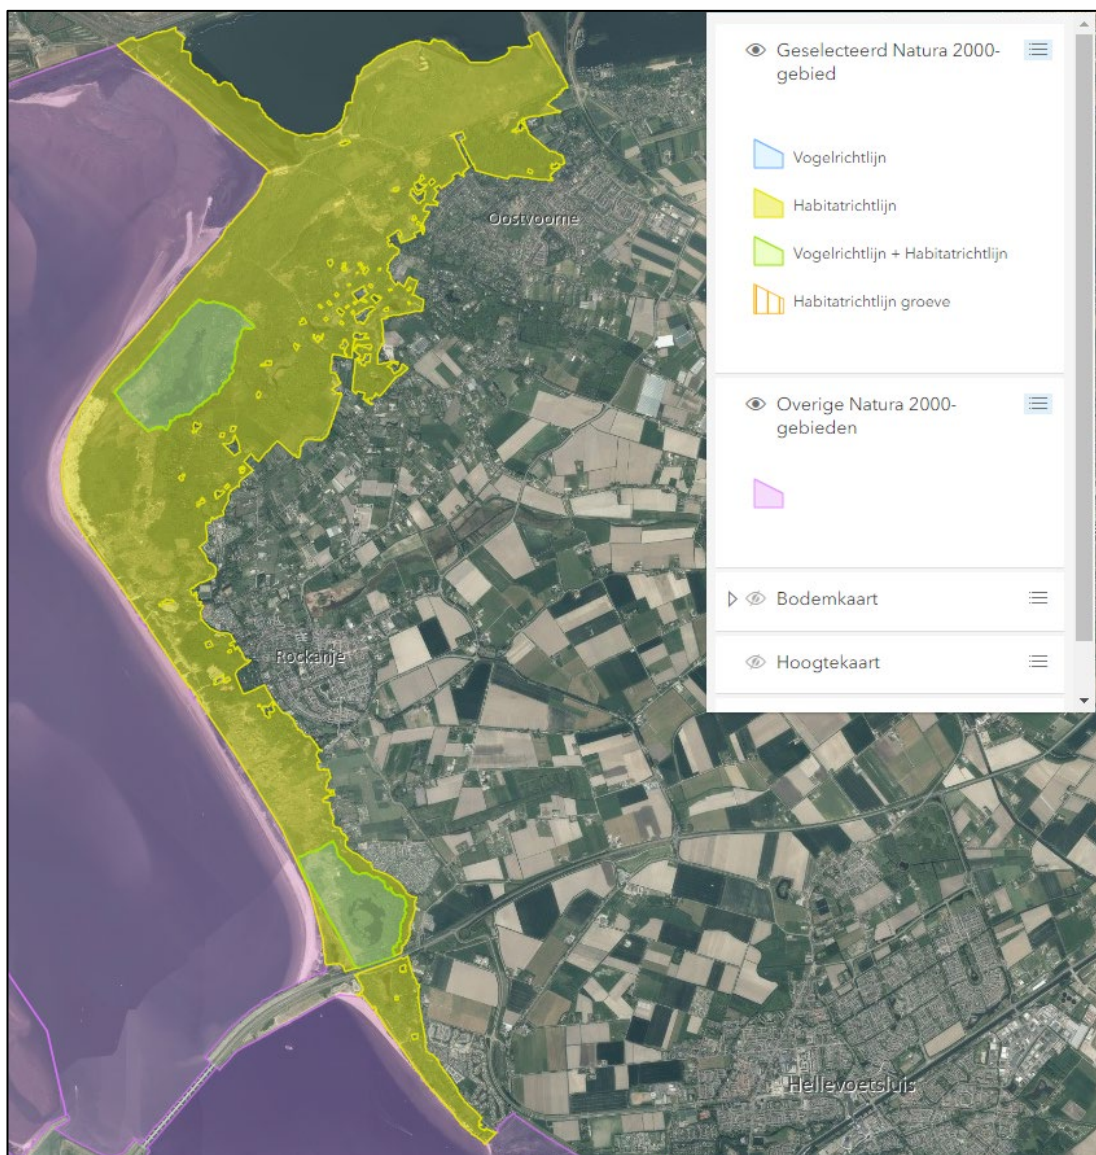 Geselecteerd Natura 2000-
gebied
Vogelrichtlijn
Habitatrichtlijn
Vogelrichtlijn + Habitatrichtlijn
Habitatrichtlijn groeve
Overige Natura 2000-
gebieden
Bodemkaart
Hoogtekaart
Oostvoorne
Rockanje
Hellevoetsluis